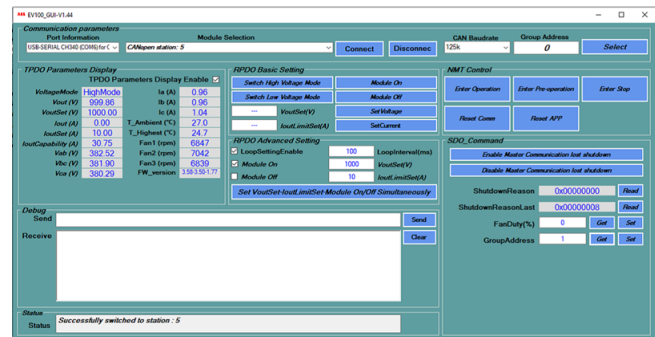 EV100_GUI-V1.44
Communication parameters
Port Information
USB-SERIAL CH340 (COM6) for C
Module Selection
CANopen station: 5
Connect
Disconnec
CAN Baudrate
125k
Group Address
0
Select
TPDO Parameters Display
TPDO Parameters Display Enable
VoltageMode HighMode Ia (A) 0.96
Vout (V) 999.86 Ib (A) 0.96
VoutSet (V) 1000.00 Ic (A) 1.04
Iout (A) 0.00 T_Ambient (°C) 27.0
IoutSet (A) 10.00 T_Highest (°C) 24.7
IoutCapability (A) 30.75 Fan1 (rpm) 6847
Vab (V) 382.52 Fan2 (rpm) 7042
Vbc (V) 381.90 Fan3 (rpm) 6839
Vca (V) 380.29 FW_version 3.58-3.50-1.77
RPDO Basic Setting
Switch High Voltage Mode Module On
Switch Low Voltage Mode Module Off
--- VoutSet(V) SetVoltage
--- IoutLimitSet(A) SetCurrent
RPDO Advanced Setting
LoopSettingEnable 100 LoopInterval(ms)
Module On 1000 VoutSet(V)
Module Off 10 IoutLimitSet(A)
Set VoutSet-IoutLimitSet-Module On/Off Simultaneously
NMT Control
Enter Operation Enter Pre-operation Enter Stop
Reset Comm Reset APP
SDO_Command
Enable Master Communication lost shutdown
Disable Master Communication lost shutdown
ShutdownReason 0x00000000 Read
ShutdownReasonLast 0x00000008 Read
FanDuty(%) 0 Get Set
GroupAddress 1 Get Set
Debug
Send
Send
Receive
Clear
Status
Status Successfully switched to station : 5